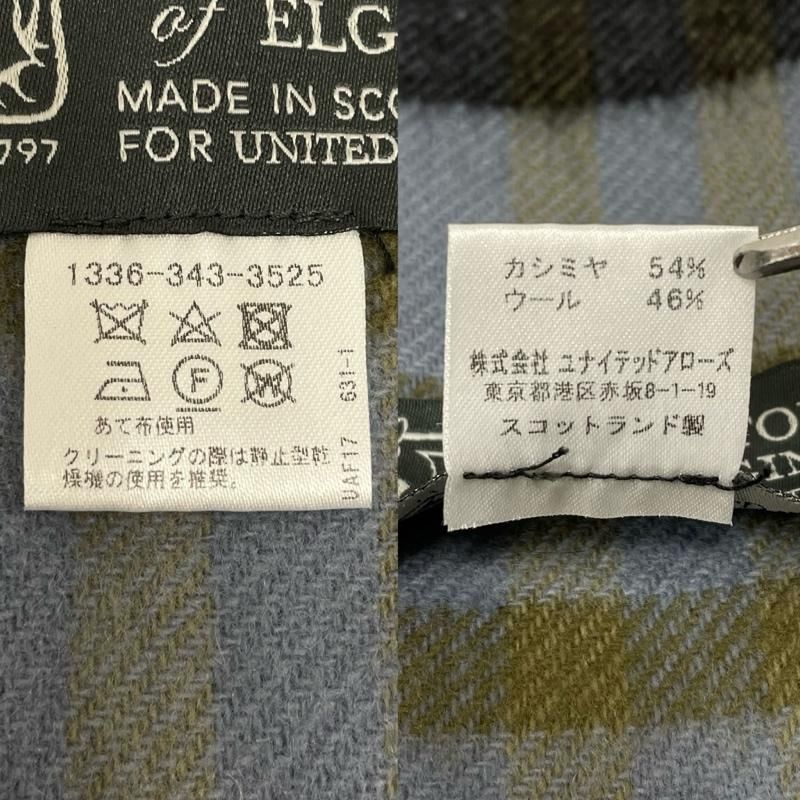 of ELG
MADE IN SCO
797
FOR UNITED
1336-343-3525
F
W
あて布使用
クリーニングの際は静止型乾
燥機の使用を推奨。
UAF17 631-1
カシミヤ 54%
ウール 46%
株式会社 ユナイテッドアローズ
東京都港区赤坂8-1-19
スコットランド製